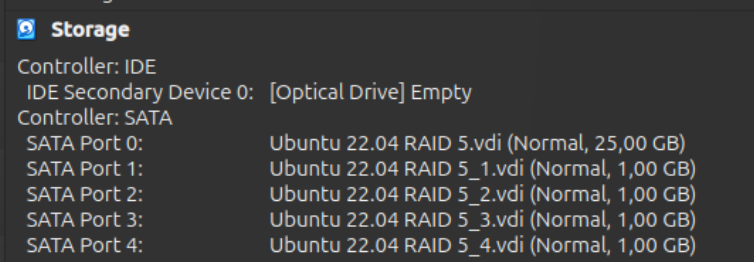 Storage
Controller: IDE
IDE Secondary Device 0: [Optical Drive] Empty
Controller: SATA
SATA Port 0: Ubuntu 22.04 RAID 5.vdi (Normal, 25,00 GB)
SATA Port 1: Ubuntu 22.04 RAID 5_1.vdi (Normal, 1,00 GB)
SATA Port 2: Ubuntu 22.04 RAID 5_2.vdi (Normal, 1,00 GB)
SATA Port 3: Ubuntu 22.04 RAID 5_3.vdi (Normal, 1,00 GB)
SATA Port 4: Ubuntu 22.04 RAID 5_4.vdi (Normal, 1,00 GB)